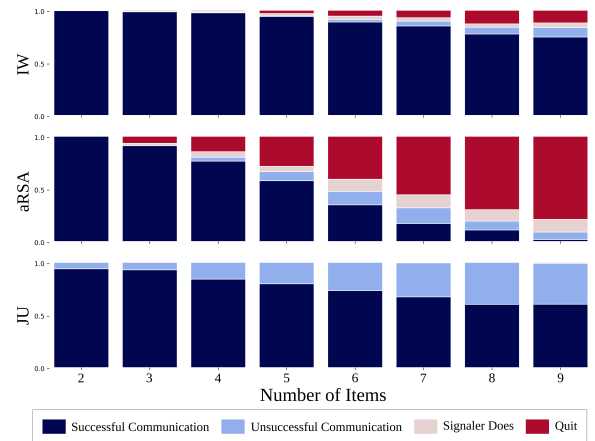 1.0
0.5
0.0
IW
1.0
0.5
0.0
aRSA
1.0
0.5
0.0
JU
2 3 4 5 6 7 8 9
Number of Items
Successful Communication Unsuccessful Communication Signaler Does Quit